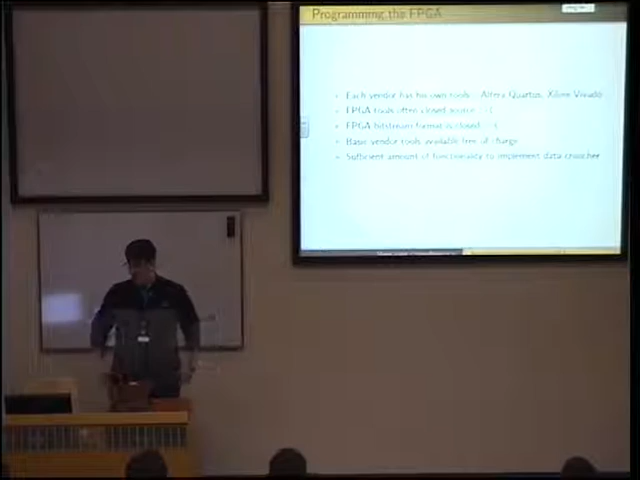 Programming the FPGA
Each vendor has his own tools: Altera Quartus, Xilinx Vivado
FPGA tools often closed source :-(
FPGA bitstream format is closed :-(
Basic vendor tools available free of charge
Sufficient amount of functionality to implement data cruncher